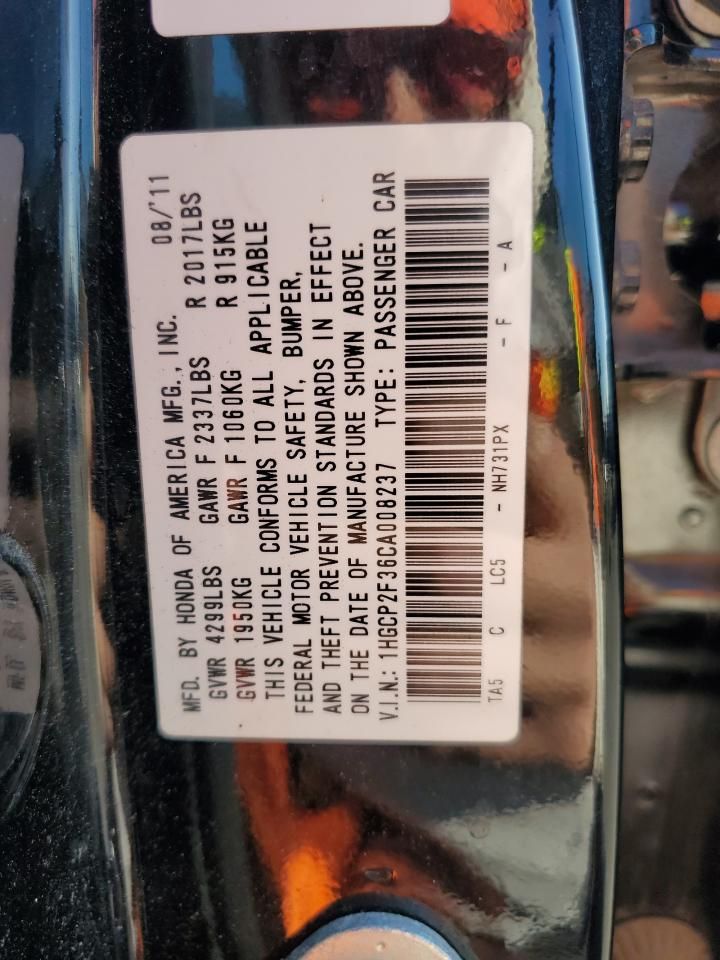 MFD. BY HONDA OF AMERICA MFG., INC. 08/'11
GVWR 4299LBS GAWR F 2337LBS R 2017LBS
GVWR 1950KG GAWR F 1060KG R 915KG
THIS VEHICLE CONFORMS TO ALL APPLICABLE
FEDERAL MOTOR VEHICLE SAFETY, BUMPER,
AND THEFT PREVENTION STANDARDS IN EFFECT
ON THE DATE OF MANUFACTURE SHOWN ABOVE.
V.I.N.: 1HGCP2F36CA008237 TYPE: PASSENGER CAR
TA5 C LC5 - NH731PX - F - A